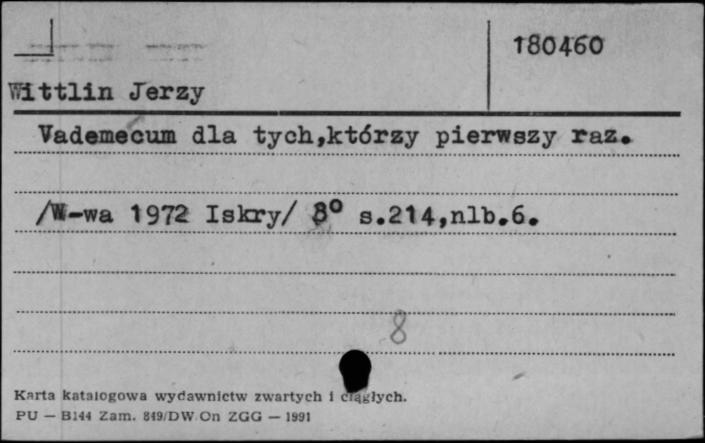 180460
Wittlin Jerzy
Vademecum dla tych,którzy pierwszy raz.
/W-wa 1972 Iskry/ 8° s.214,nlb.6.
8
Karta katalogowa wydawnictw zwartych i ciągłych.
PU — B144 Zam. 849/DW On ZGG — 1991